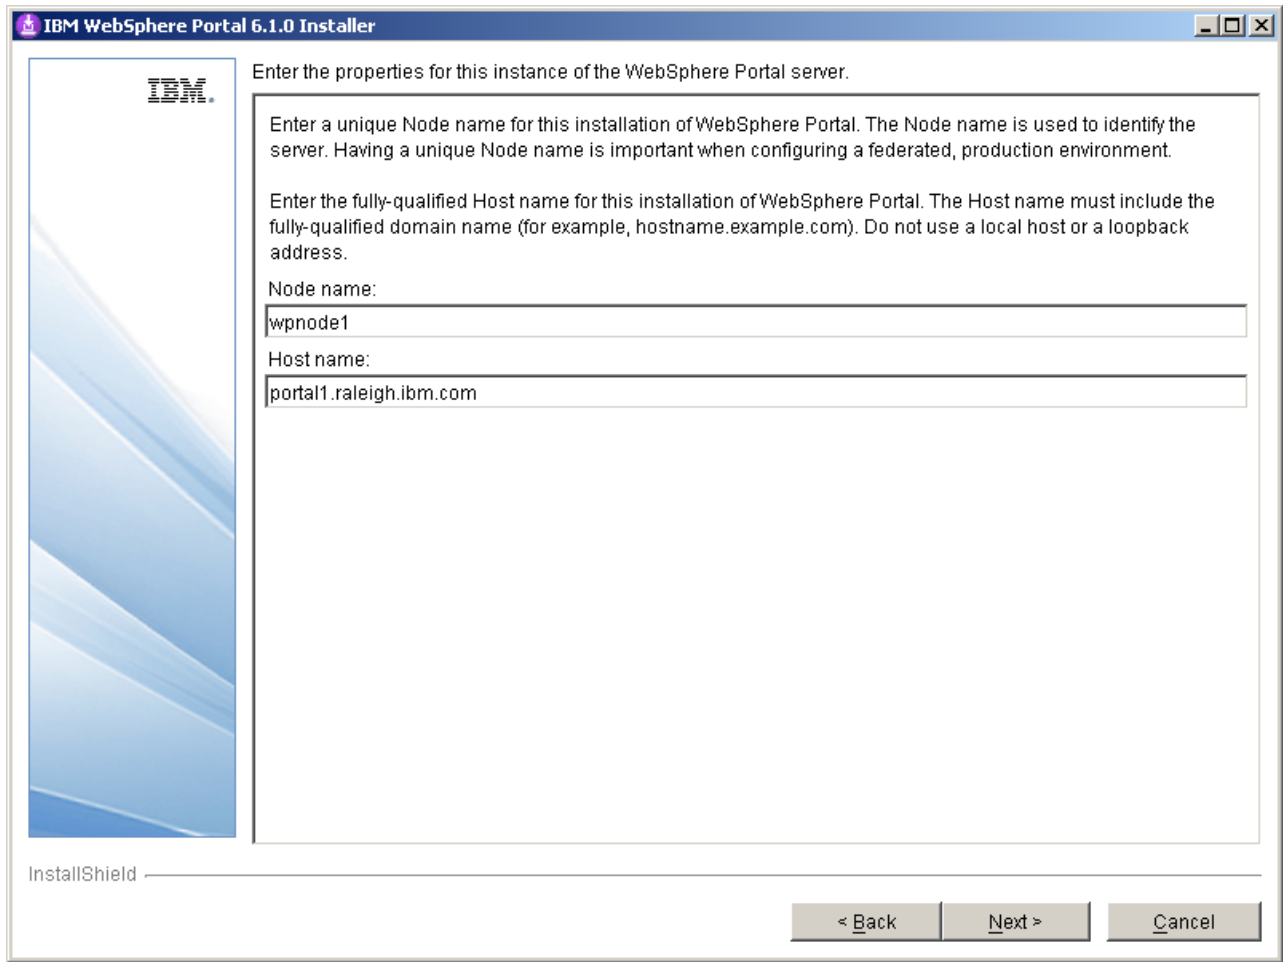 IBM WebSphere Portal 6.1.0 Installer
IBM.
Enter the properties for this instance of the WebSphere Portal server.
Enter a unique Node name for this installation of WebSphere Portal. The Node name is used to identify the
server. Having a unique Node name is important when configuring a federated, production environment.
Enter the fully-qualified Host name for this installation of WebSphere Portal. The Host name must include the
fully-qualified domain name (for example, hostname.example.com). Do not use a local host or a loopback
address.
Node name:
wpnode1
Host name:
portal1.raleigh.ibm.com
InstallShield
< Back
Next >
Cancel